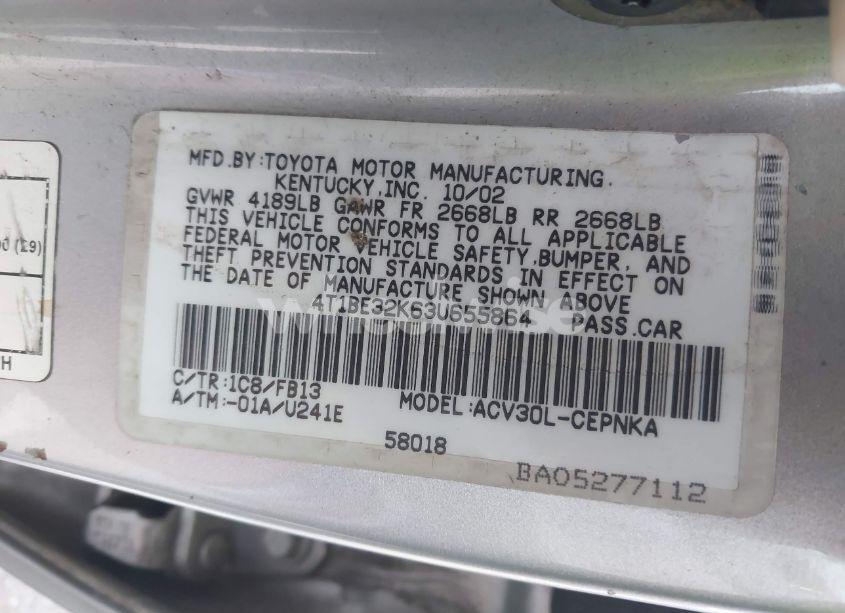 MFD.BY:TOYOTA MOTOR MANUFACTURING.
KENTUCKY,INC. 10/02
GVWR 4189LB GAWR FR 2668LB RR 2668LB
THIS VEHICLE CONFORMS TO ALL APPLICABLE
FEDERAL MOTOR VEHICLE SAFETY,BUMPER, AND
THEFT PREVENTION STANDARDS IN EFFECT ON
THE DATE OF MANUFACTURE SHOWN ABOVE
4T1BE32K63U655864 PASS.CAR
C/TR:1C8/FB13
A/TM:-01A/U241E MODEL:ACV30L-CEPNKA
58018
BA05277112
(29)
H